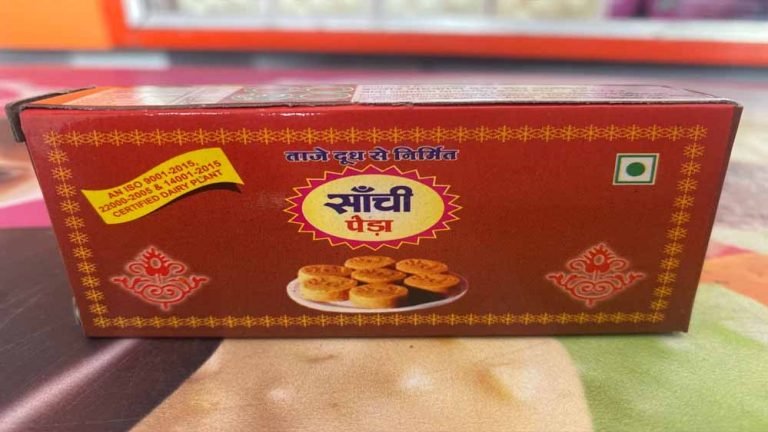 ताजे दूध से निर्मित
AN ISO 9001-2015,
22000-2005 & 14001-2015
CERTIFIED DAIRY PLANT
साँची
पेड़ा